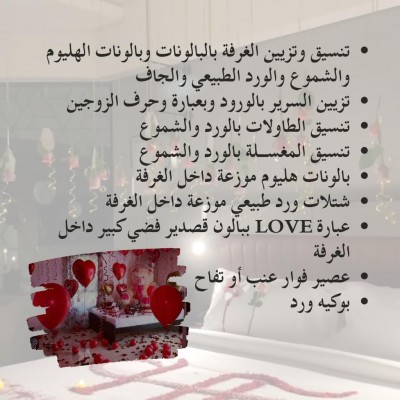 • تنسيق وتزيين الغرفة بالبالونات وبالونات الهليوم
والشموع والورد الطبيعي والجاف
• تزيين السرير بالورود وبعبارة وحرف الزوجين
• تنسيق الطاولات بالورد والشموع
• تنسيق المغســلة بالورد والشموع
• بالونات هليوم موزعة داخل الغرفة
• شتلات ورد طبيعي موزعة داخل الغرفة
• عبارة LOVE ببالون قصدير فضي كبير داخل
الغرفة
• عصير فوار عنب أو تفاح
• بوكيه ورد